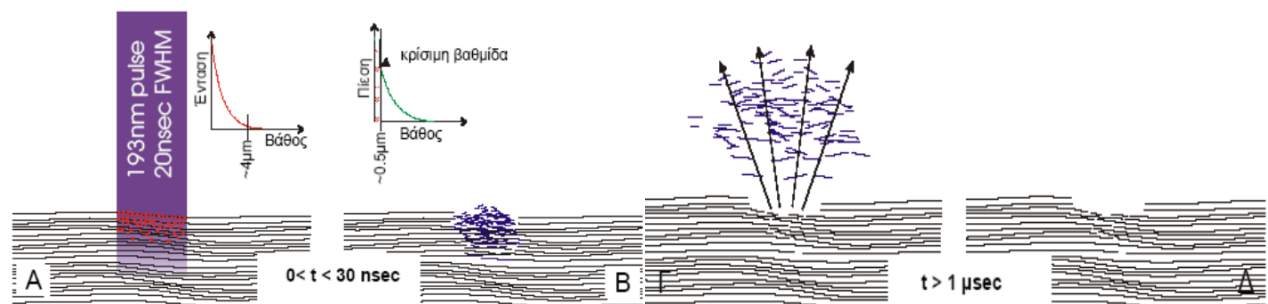 193nm pulse
20nsec FWHM
Ένταση
Βάθος
~4μm
Πίεση
κρίσιμη βαθμίδα
Βάθος
~0.5μm
Α
0< t < 30 nsec
Β
Γ
t > 1 μsec
Δ